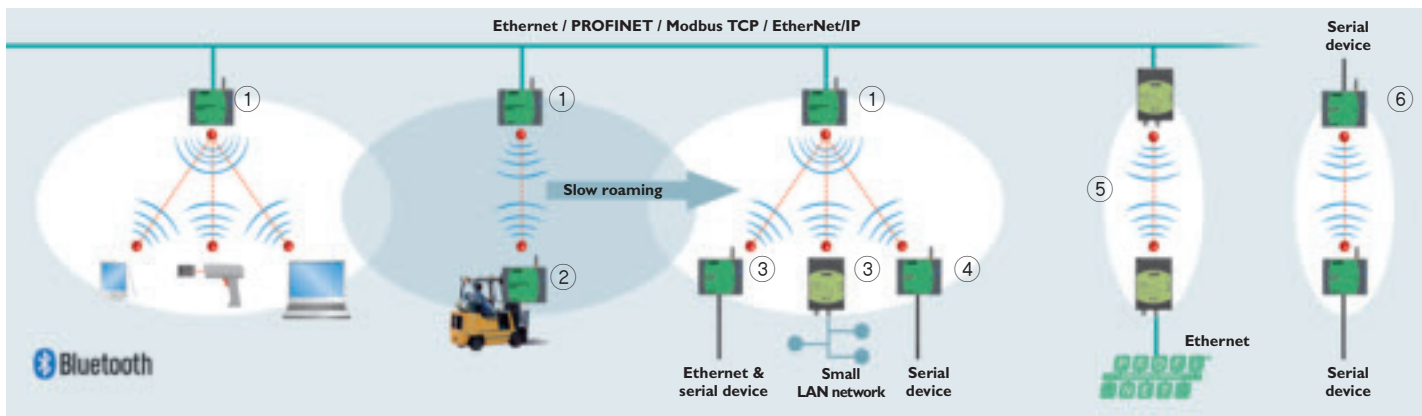 Ethernet / PROFINET / Modbus TCP / EtherNet/IP
Serial
device
①
①
①
⑥
⑤
Slow roaming
②
③
③
④
Bluetooth
Ethernet &
serial device
Small
LAN network
Serial
device
Ethernet
Serial
device